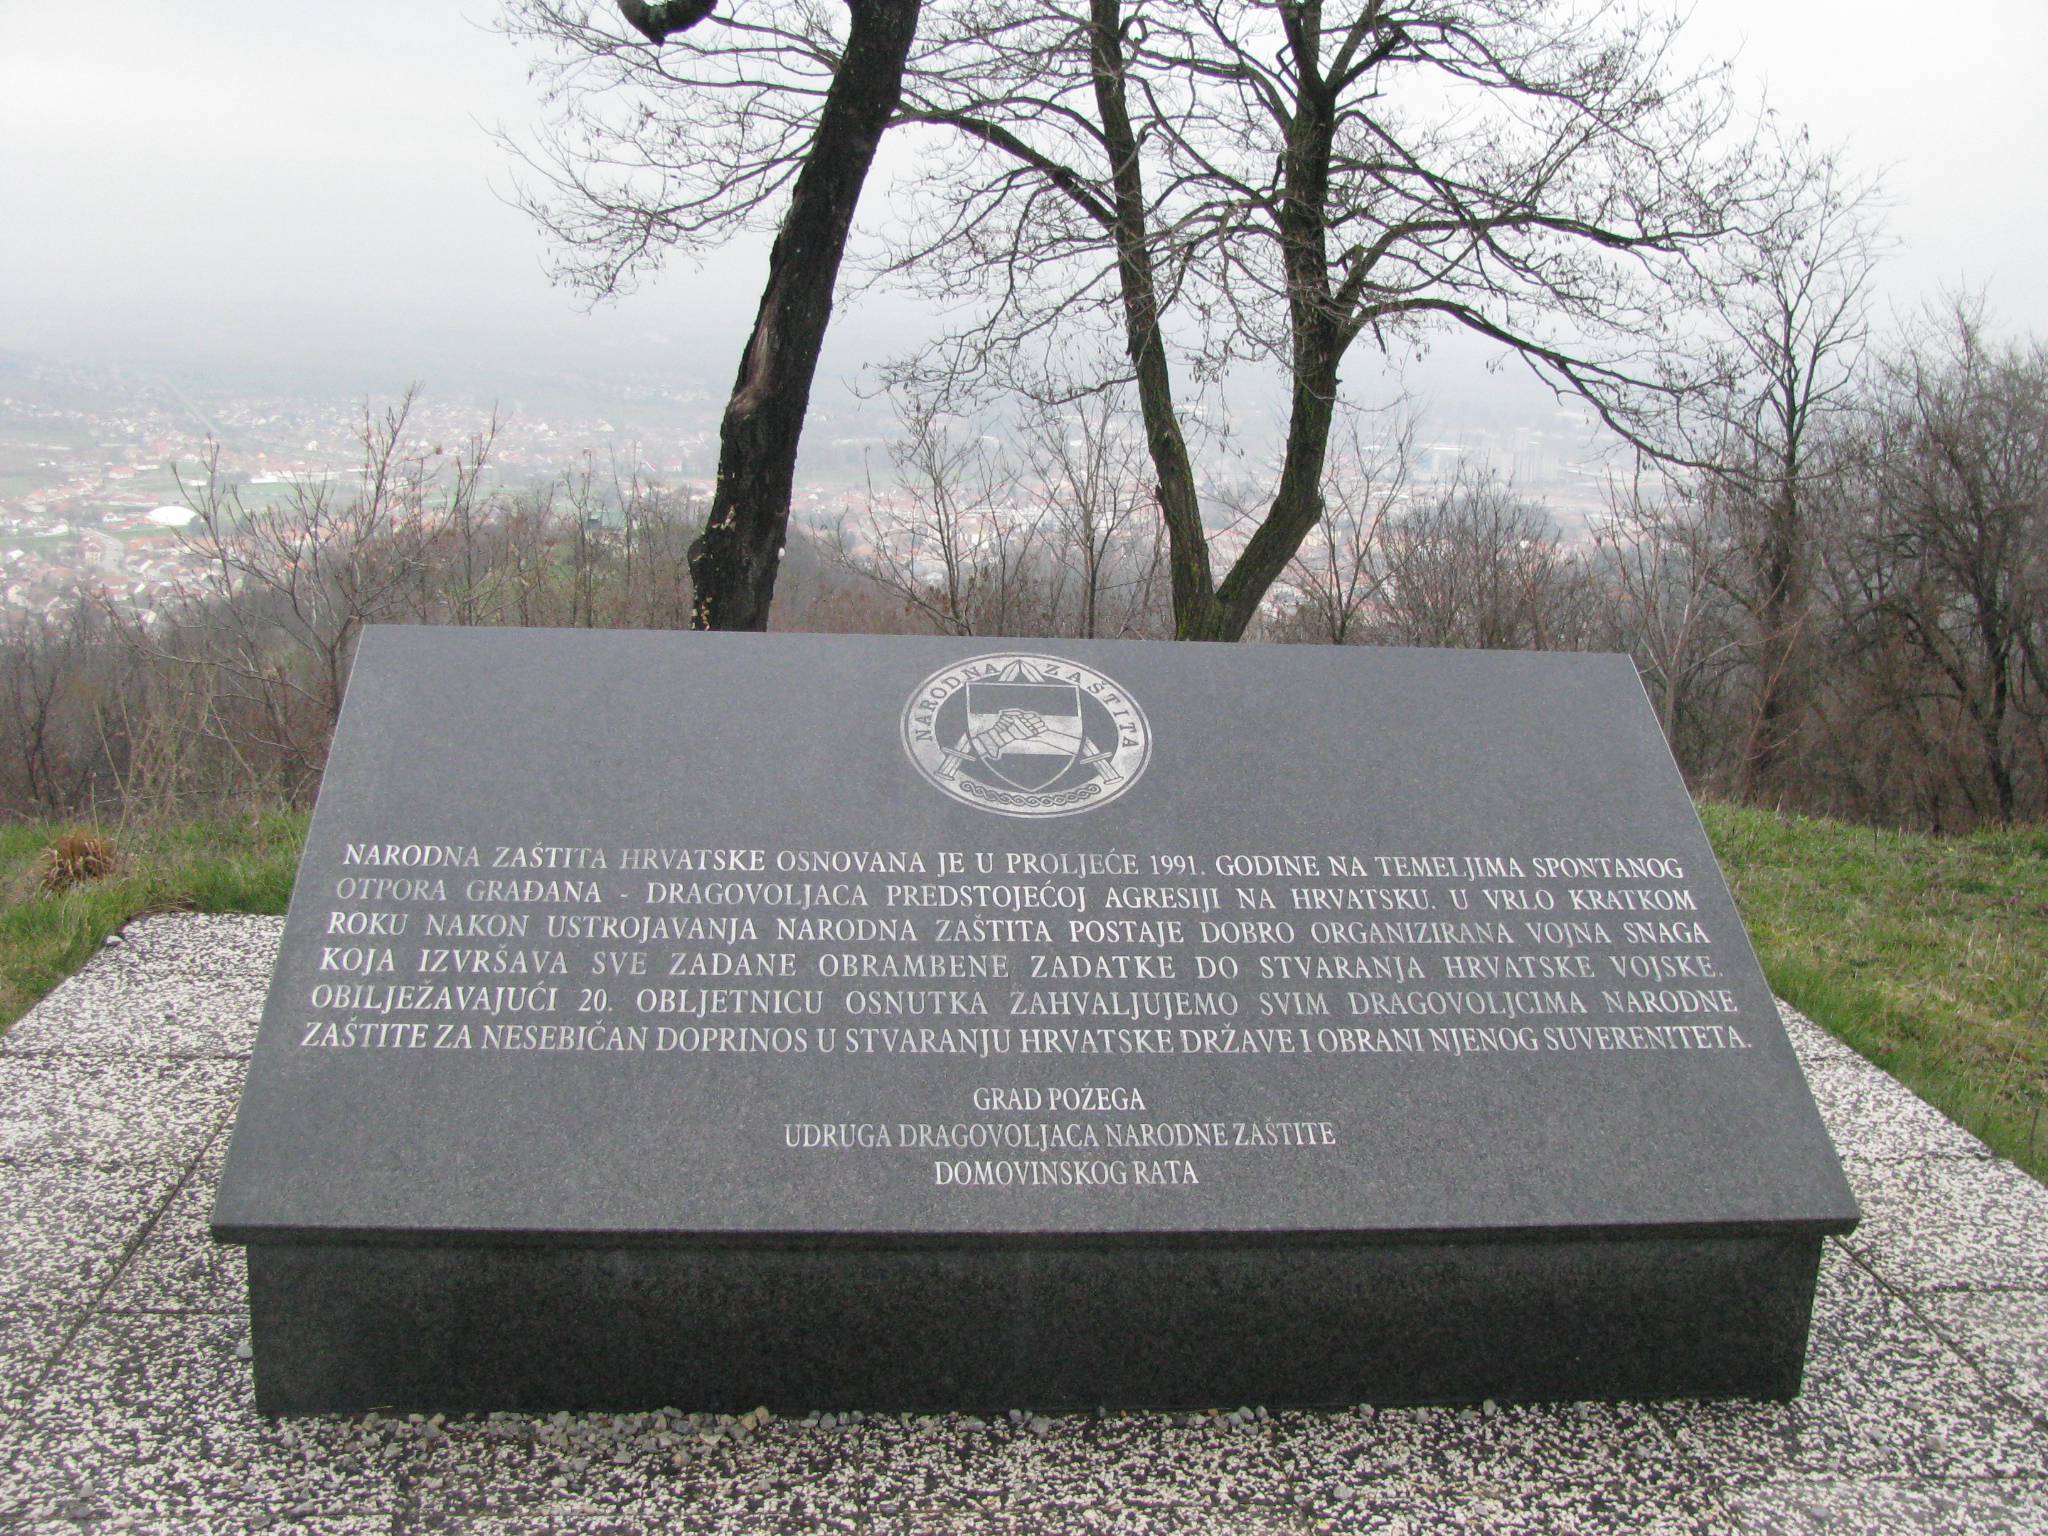 NARODNA ZAŠTITA
NARODNA ZAŠTITA HRVATSKE OSNOVANA JE U PROLJEĆE 1991. GODINE NA TEMELJIMA SPONTANOG
OTPORA GRAĐANA - DRAGOVOLJACA PREDSTOJEĆOJ AGRESIJI NA HRVATSKU. U VRLO KRATKOM
ROKU NAKON USTROJAVANJA NARODNA ZAŠTITA POSTAJE DOBRO ORGANIZIRANA VOJNA SNAGA
KOJA IZVRŠAVA SVE ZADANE OBRAMBENE ZADATKE DO STVARANJA HRVATSKE VOJSKE.
OBILJEŽAVAJUĆI 20. OBLJETNICU OSNUTKA ZAHVALJUJEMO SVIM DRAGOVOLJCIMA NARODNE
ZAŠTITE ZA NESEBIČAN DOPRINOS U STVARANJU HRVATSKE DRŽAVE I OBRANI NJENOG SUVERENITETA.
GRAD POŽEGA
UDRUGA DRAGOVOLJACA NARODNE ZAŠTITE
DOMOVINSKOG RATA